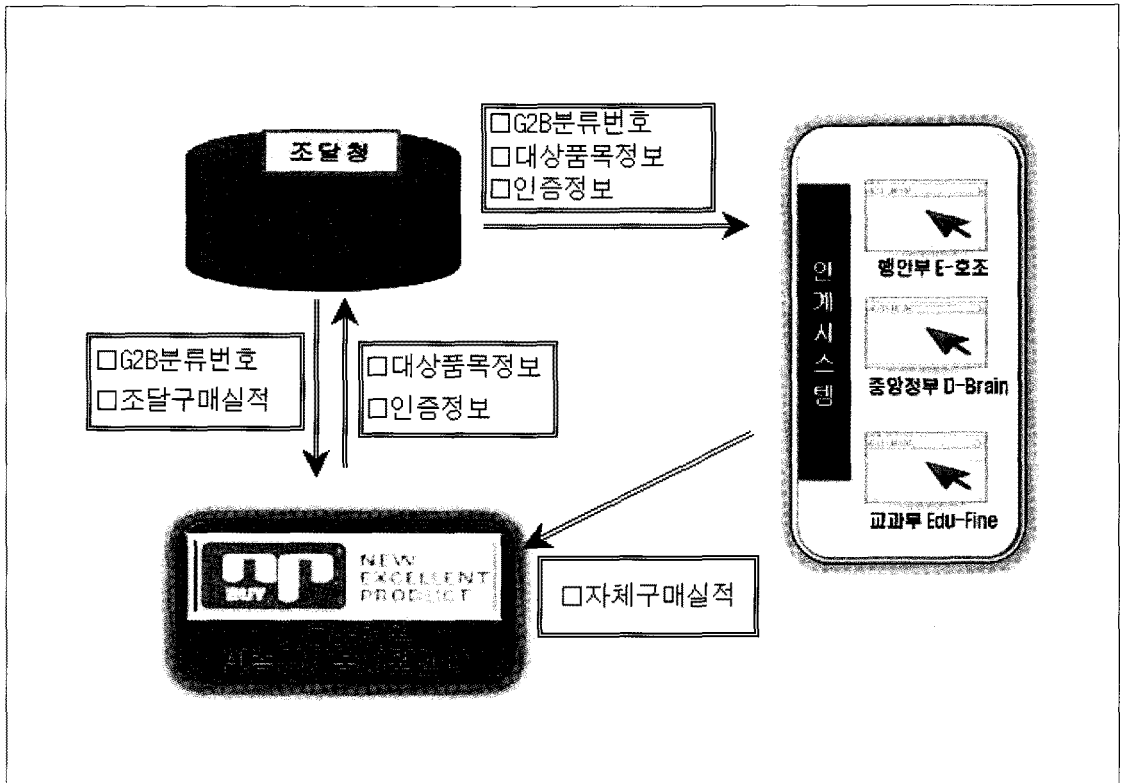 조달청
□G2B분류번호
□대상품목정보
□인증정보
연계시스템
행안부 E-호조
중앙정부 D-Brain
교과부 Edu-Fine
□G2B분류번호
□조달구매실적
□대상품목정보
□인증정보
□자체구매실적
BUY
NEW
EXCELLENT
PRODUCT